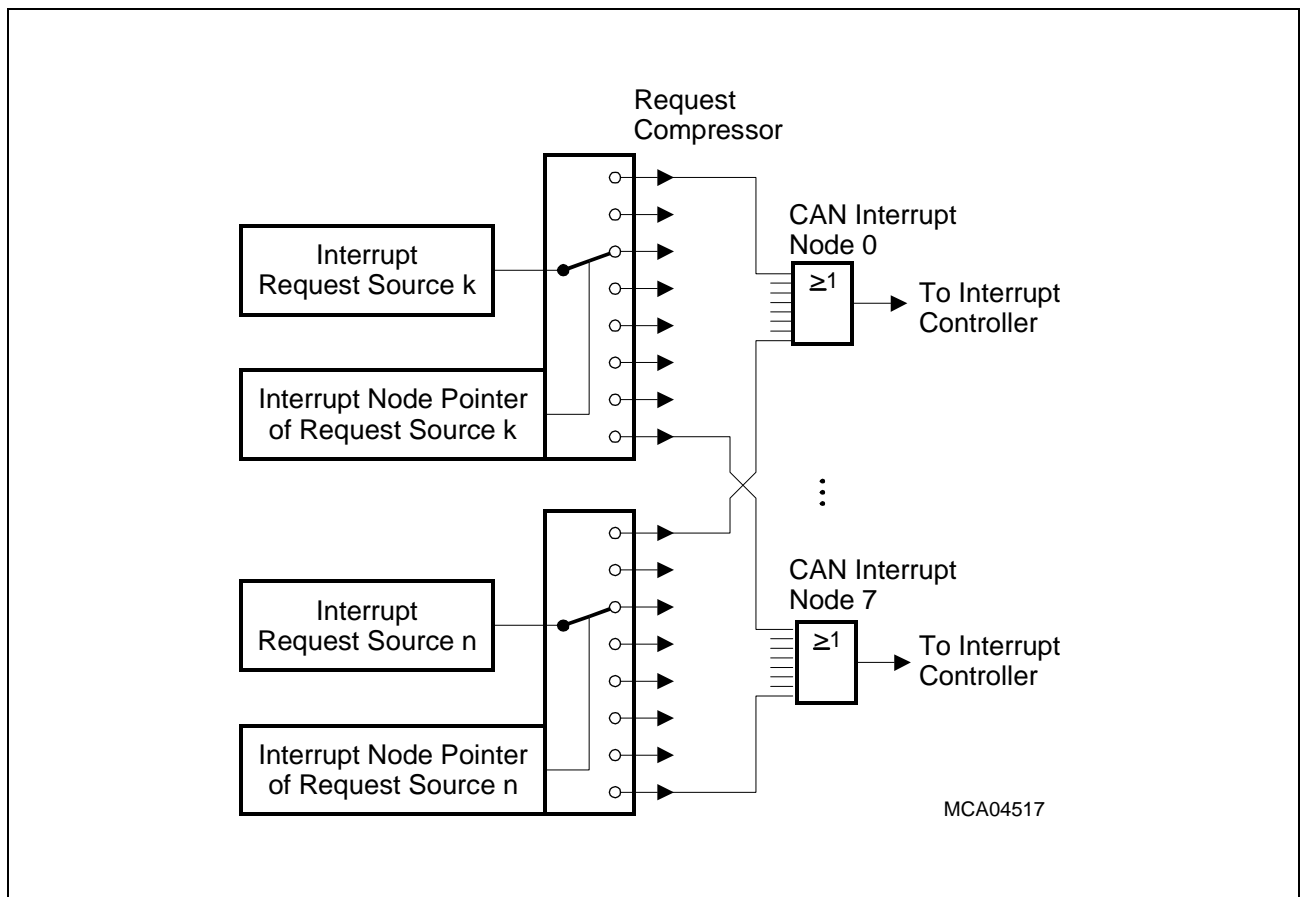 Request
Compressor
CAN Interrupt
Node 0
Interrupt
Request Source k
≥1
To Interrupt
Controller
Interrupt Node Pointer
of Request Source k
...
CAN Interrupt
Node 7
Interrupt
Request Source n
≥1
To Interrupt
Controller
Interrupt Node Pointer
of Request Source n
MCA04517